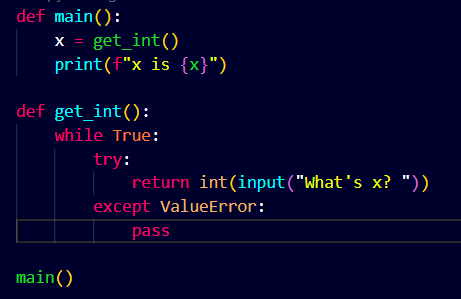 def main():
    x = get_int()
    print(f"x is {x}")

def get_int():
    while True:
        try:
            return int(input("What's x? "))
        except ValueError:
            pass

main()